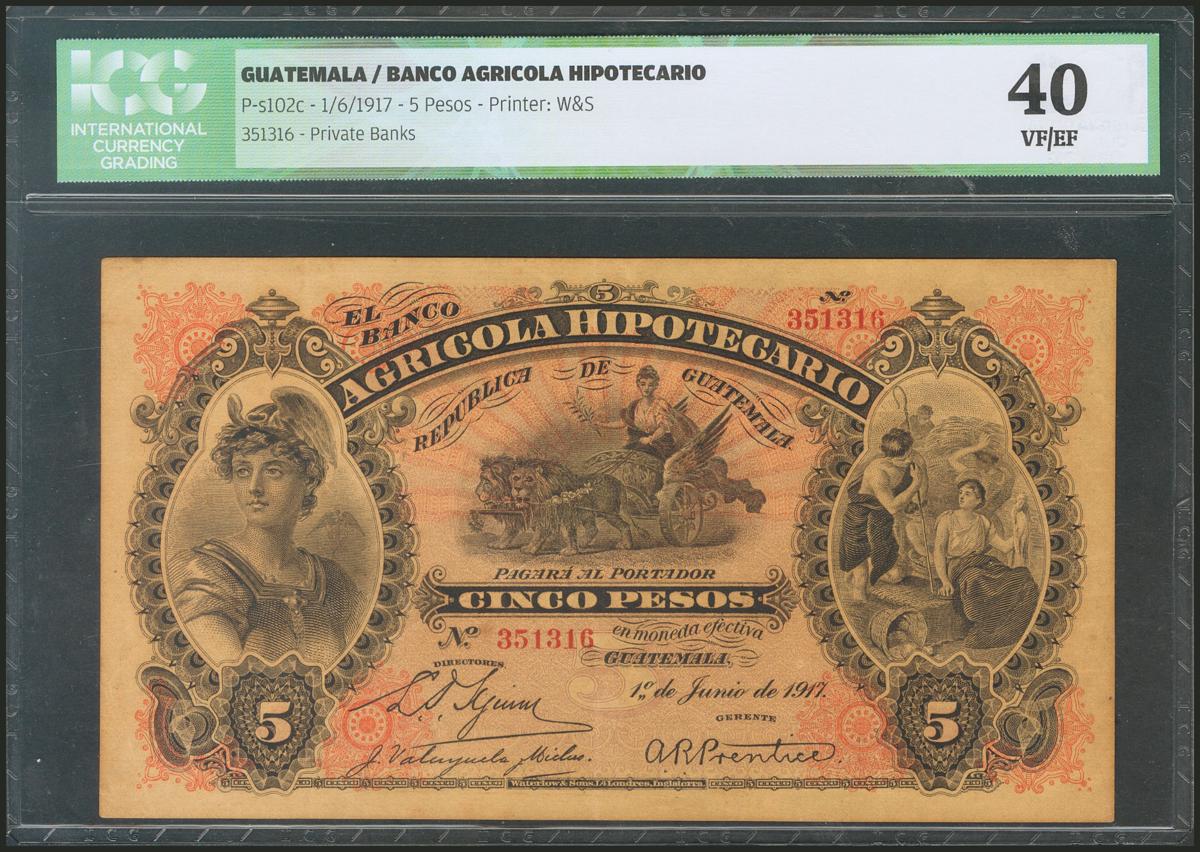 ICG
INTERNATIONAL
CURRENCY
GRADING
GUATEMALA / BANCO AGRICOLA HIPOTECARIO
P-s102c - 1/6/1917 - 5 Pesos - Printer: W&S
351316 - Private Banks
40
VF/EF
5
EL BANCO
AGRICOLA HIPOTECARIO
Nº
351316
REPUBLICA DE GUATEMALA.
PAGARÁ AL PORTADOR
CINCO PESOS
Nº 351316
en moneda efectiva
GUATEMALA,
1º de Junio de 1917.
DIRECTORES.
GERENTE
A R Prentice
5
5
Waterlow & Sons, Ld. Londres, Inglaterra